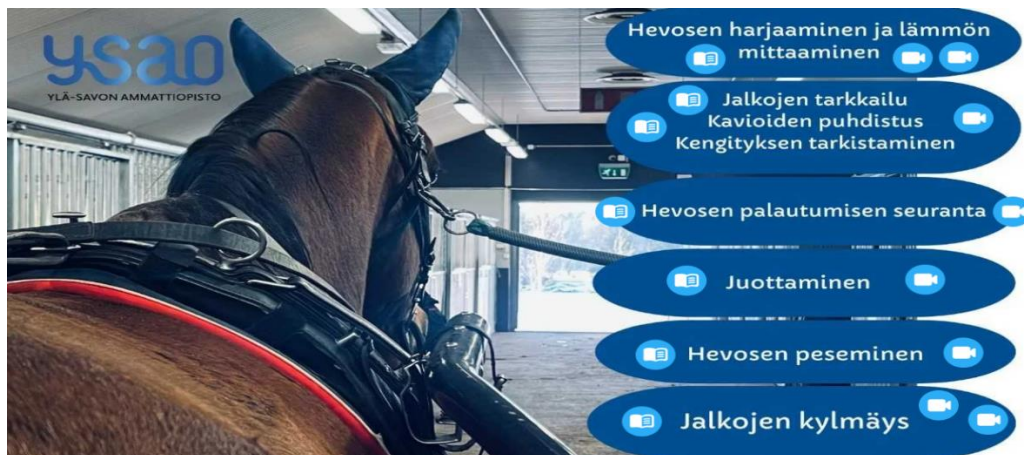 ysao
YLÄ-SAVON AMMATTIOPISTO
Hevosen harjaaminen ja lämmön
mittaaminen
Jalkojen tarkkailu
Kavioiden puhdistus
Kengityksen tarkistaminen
Hevosen palautumisen seuranta
Juottaminen
Hevosen peseminen
Jalkojen kylmäys